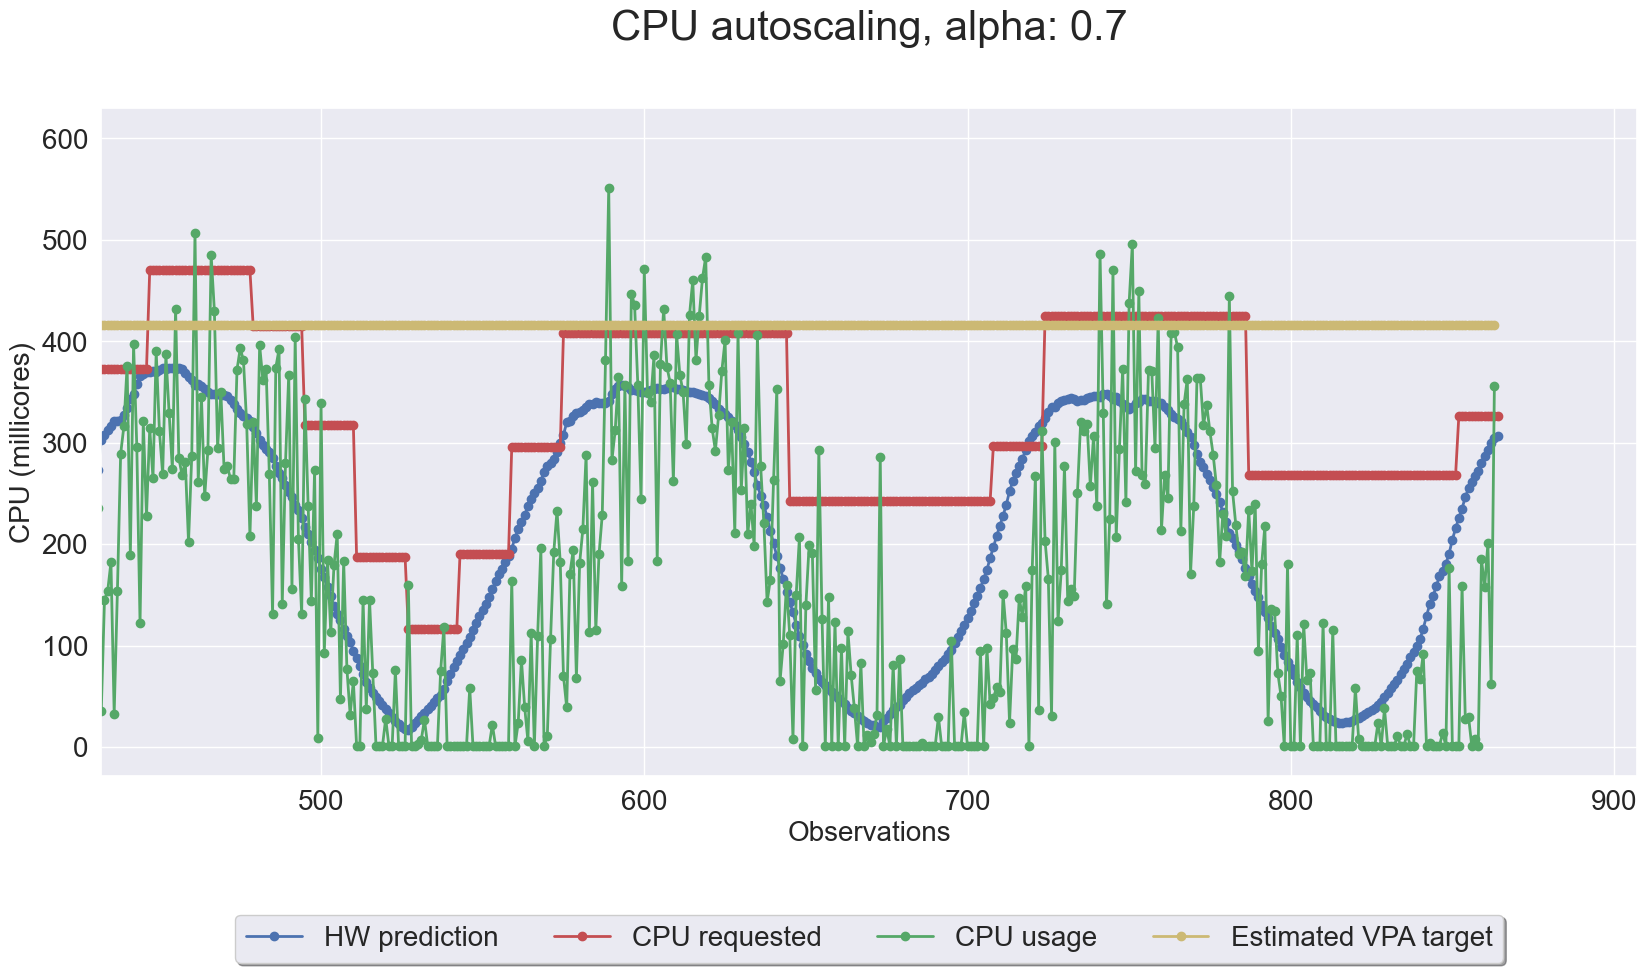 CPU autoscaling, alpha: 0.7
600
500
400
300
200
100
0
CPU (millicores)
500 600 700 800 900
Observations
HW prediction CPU requested CPU usage Estimated VPA target